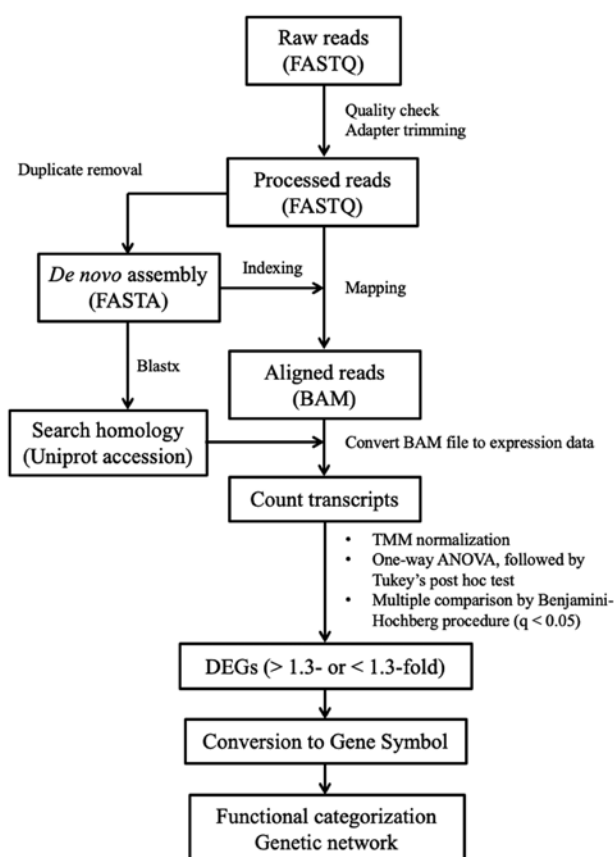 Raw reads
(FASTQ)
Quality check
Adapter trimming
Duplicate removal
Processed reads
(FASTQ)
De novo assembly
(FASTA)
Indexing
Mapping
Blastx
Aligned reads
(BAM)
Search homology
(Uniprot accession)
Convert BAM file to expression data
Count transcripts
• TMM normalization
• One-way ANOVA, followed by
Tukey's post hoc test
• Multiple comparison by Benjamini-
Hochberg procedure (q < 0.05)
DEGs (> 1.3- or < 1.3-fold)
Conversion to Gene Symbol
Functional categorization
Genetic network